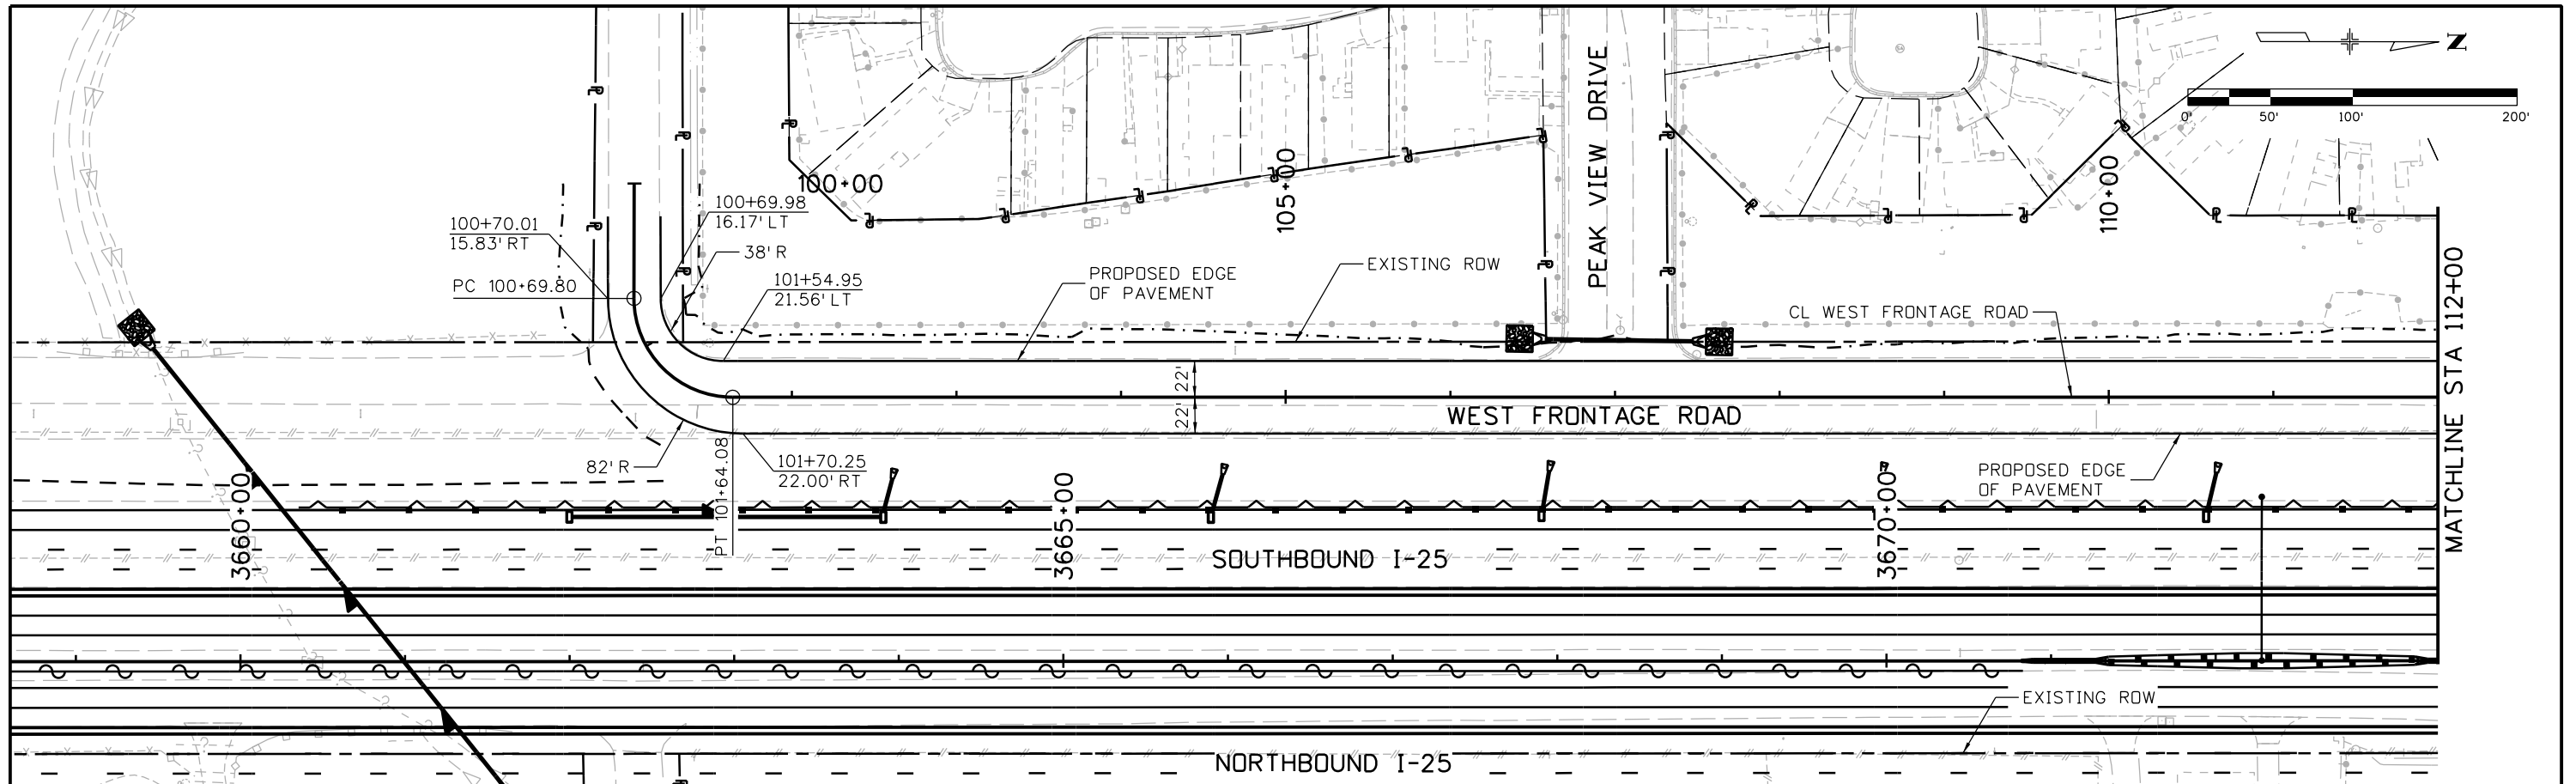 N
0' 50' 100' 200'
PEAK VIEW DRIVE
100+00
105+00
110+00
100+69.98
16.17' LT
100+70.01
15.83' RT
38' R
PC 100+69.80
101+54.95
21.56' LT
PROPOSED EDGE
OF PAVEMENT
EXISTING ROW
CL WEST FRONTAGE ROAD
MATCHLINE STA 112+00
22'
22'
WEST FRONTAGE ROAD
82' R
101+70.25
22.00' RT
PT 101+64.08
PROPOSED EDGE
OF PAVEMENT
3660+00
3665+00
3670+00
SOUTHBOUND I-25
EXISTING ROW
NORTHBOUND I-25